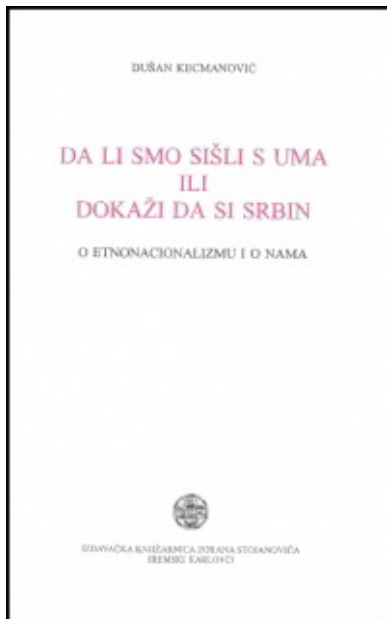 DUŠAN KECMANOVIĆ
DA LI SMO SIŠLI S UMA
ILI
DOKAŽI DA SI SRBIN
O ETNONACIONALIZMU I O NAMA
IZDAVAČKA KNJIŽARNICA ZORANA STOJANOVIĆA
SREMSKI KARLOVCI